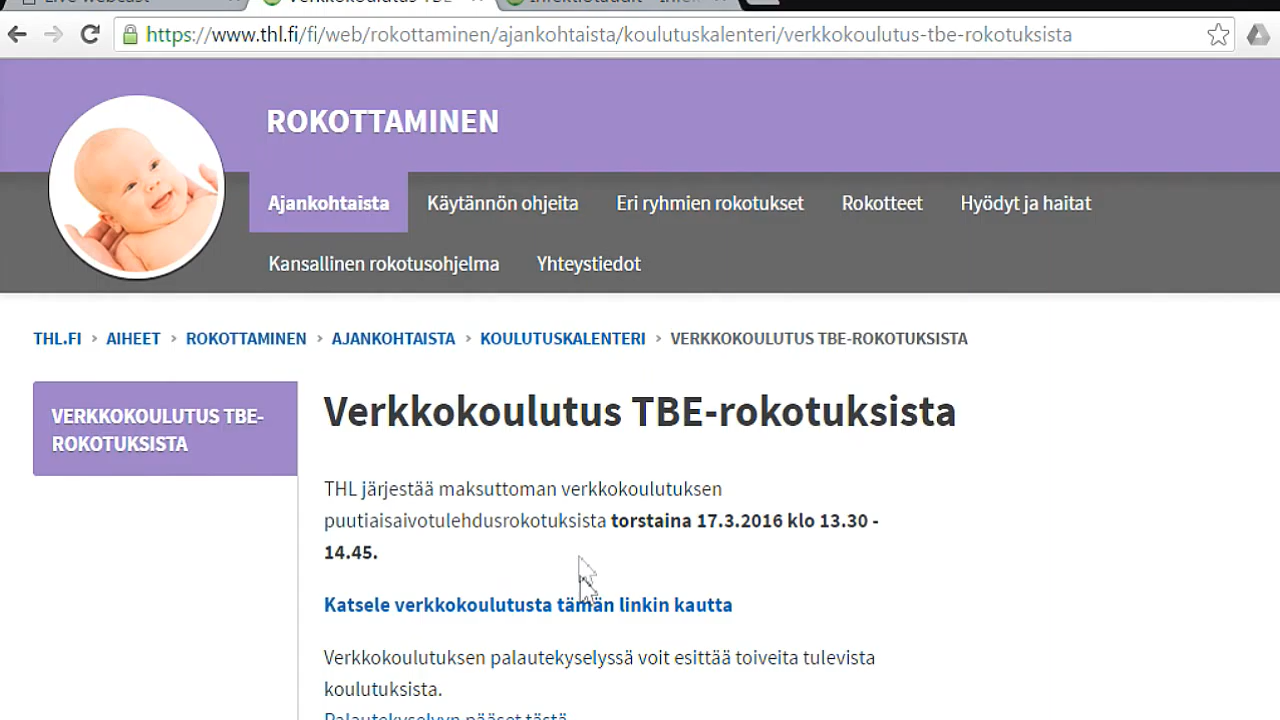 https://www.thl.fi/fi/web/rokottaminen/ajankohtaista/koulutuskalenteri/verkkokoulutus-tbe-rokotuksista
ROKOTTAMINEN
Ajankohtaista Käytännön ohjeita Eri ryhmien rokotukset Rokotteet Hyödyt ja haitat
Kansallinen rokotusohjelma Yhteystiedot
THL.FI › AIHEET › ROKOTTAMINEN › AJANKOHTAISTA › KOULUTUSKALENTERI › VERKKOKOULUTUS TBE-ROKOTUKSISTA
VERKKOKOULUTUS TBE-
ROKOTUKSISTA
Verkkokoulutus TBE-rokotuksista
THL järjestää maksuttoman verkkokoulutuksen
puutiaisaivotulehdusrokotuksista torstaina 17.3.2016 klo 13.30 -
14.45.
Katsele verkkokoulutusta tämän linkin kautta
Verkkokoulutuksen palautekyselyssä voit esittää toiveita tulevista
koulutuksista.
Palautekyselyyn pääset tästä